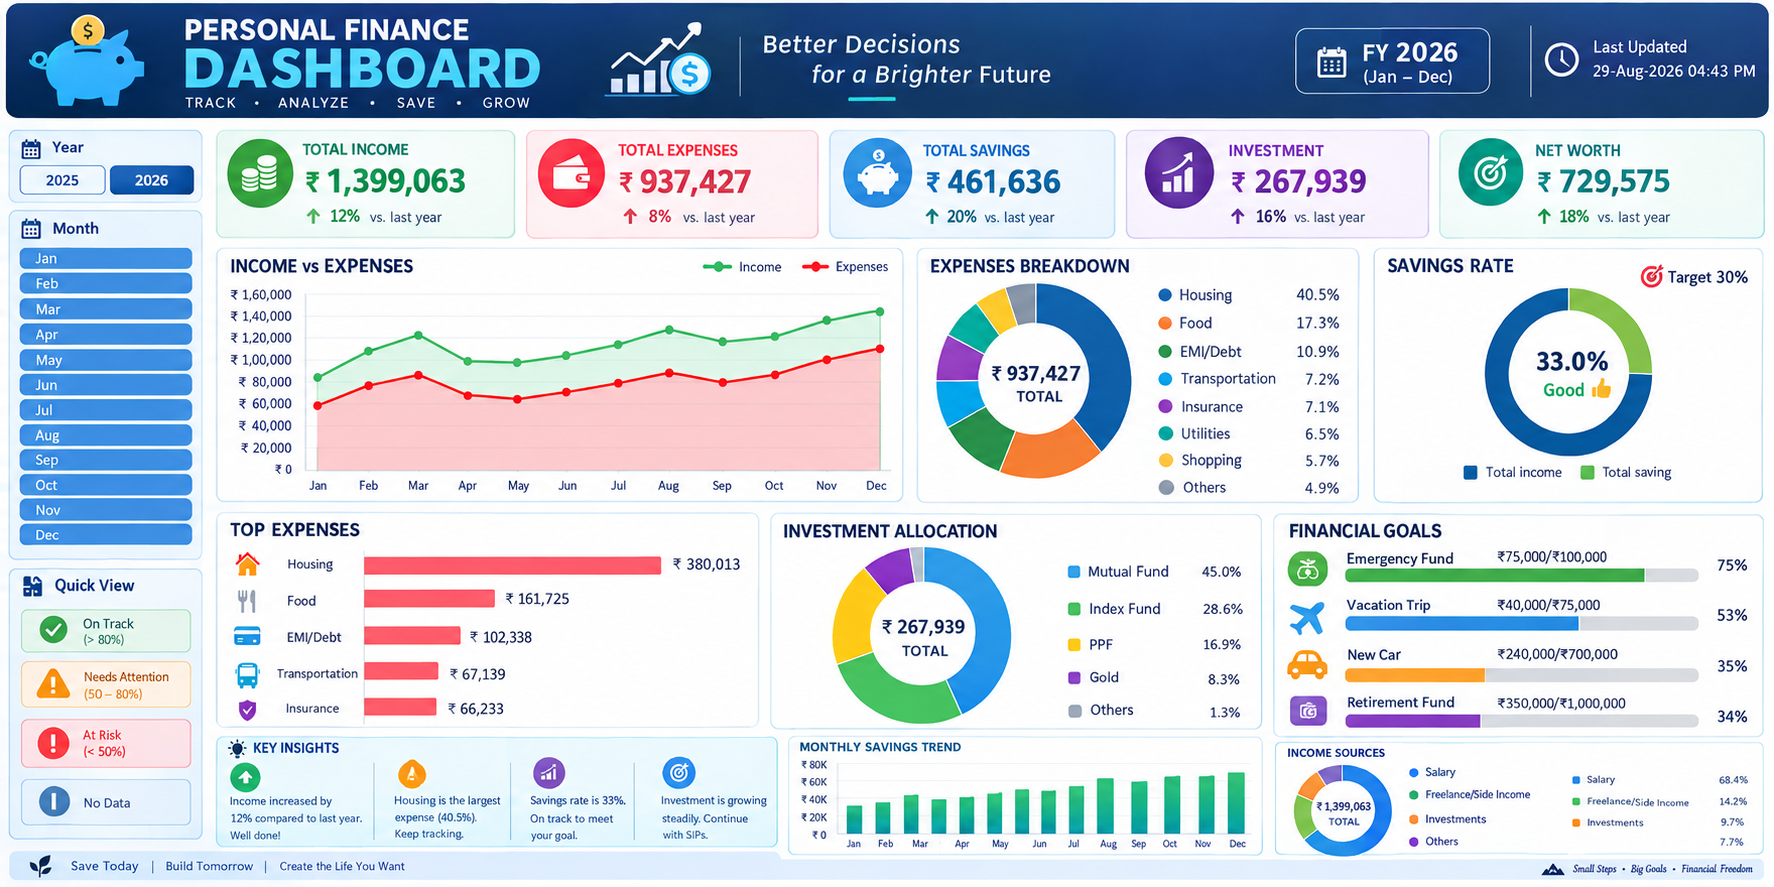 PERSONAL FINANCE
DASHBOARD
TRACK • ANALYZE • SAVE • GROW
$
$
Better Decisions
for a Brighter Future
FY 2026
(Jan – Dec)
Last Updated
29-Aug-2026 04:43 PM
Year
2025
2026
Month
Jan
Feb
Mar
Apr
May
Jun
Jul
Aug
Sep
Oct
Nov
Dec
Quick View
On Track
(> 80%)
Needs Attention
(50 – 80%)
At Risk
(< 50%)
No Data
TOTAL INCOME
₹ 1,399,063
12% vs. last year
TOTAL EXPENSES
₹ 937,427
8% vs. last year
$
TOTAL SAVINGS
₹ 461,636
20% vs. last year
INVESTMENT
₹ 267,939
16% vs. last year
NET WORTH
₹ 729,575
18% vs. last year
INCOME vs EXPENSES
Income
Expenses
₹ 1,60,000
₹ 1,40,000
₹ 1,20,000
₹ 1,00,000
₹ 80,000
₹ 60,000
₹ 40,000
₹ 20,000
₹ 0
Jan Feb Mar Apr May Jun Jul Aug Sep Oct Nov Dec
EXPENSES BREAKDOWN
₹ 937,427
TOTAL
Housing 40.5%
Food 17.3%
EMI/Debt 10.9%
Transportation 7.2%
Insurance 7.1%
Utilities 6.5%
Shopping 5.7%
Others 4.9%
SAVINGS RATE
Target 30%
33.0%
Good
Total income
Total saving
TOP EXPENSES
Housing ₹ 380,013
Food ₹ 161,725
EMI/Debt ₹ 102,338
Transportation ₹ 67,139
Insurance ₹ 66,233
INVESTMENT ALLOCATION
₹ 267,939
TOTAL
Mutual Fund 45.0%
Index Fund 28.6%
PPF 16.9%
Gold 8.3%
Others 1.3%
FINANCIAL GOALS
Emergency Fund ₹75,000/₹100,000 75%
Vacation Trip ₹40,000/₹75,000 53%
New Car ₹240,000/₹700,000 35%
Retirement Fund ₹350,000/₹1,000,000 34%
KEY INSIGHTS
Income increased by
12% compared to last year.
Well done!
Housing is the largest
expense (40.5%).
Keep tracking.
Savings rate is 33%.
On track to meet
your goal.
Investment is growing
steadily. Continue
with SIPs.
MONTHLY SAVINGS TREND
₹ 80K
₹ 60K
₹ 40K
₹ 20K
₹ 0
Jan Feb Mar Apr May Jun Jul Aug Sep Oct Nov Dec
INCOME SOURCES
₹ 1,399,063
TOTAL
Salary
Freelance/Side Income
Investments
Others
Salary 68.4%
Freelance/Side Income 14.2%
Investments 9.7%
7.7%
Save Today | Build Tomorrow | Create the Life You Want
Small Steps • Big Goals • Financial Freedom